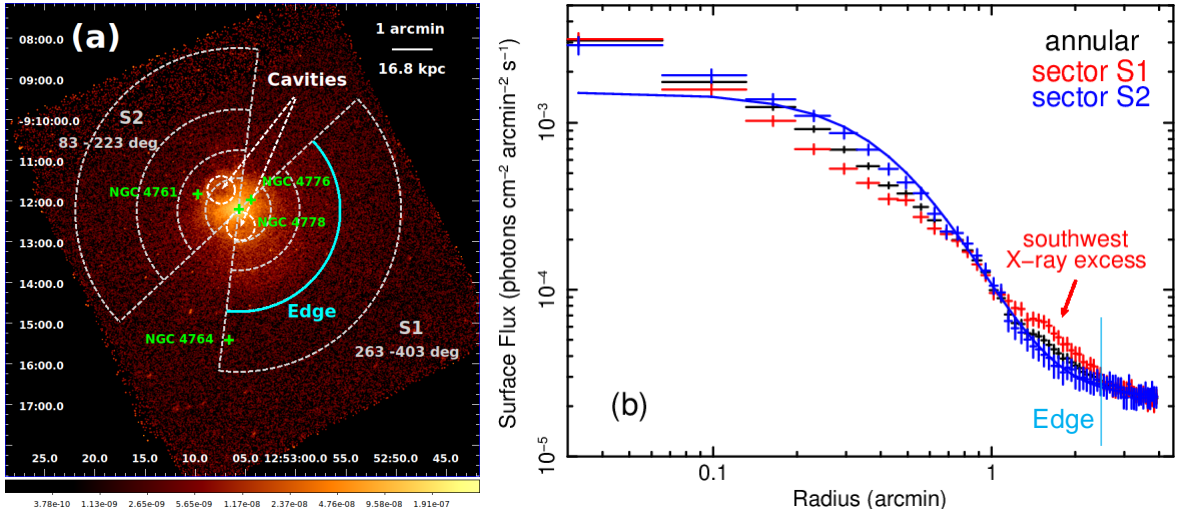 (a)
1 arcmin
16.8 kpc
Cavities
S2
83 - 223 deg
NGC 4761
NGC 4776
NGC 4778
Edge
NGC 4764
S1
263 -403 deg
08:00.0
09:00.0
-9:10:00.0
11:00.0
12:00.0
13:00.0
14:00.0
15:00.0
16:00.0
17:00.0
25.0 20.0 15.0 10.0 05.0 12:53:00.0 55.0 52:50.0 45.0
3.78e-10 1.13e-09 2.65e-09 5.65e-09 1.17e-08 2.37e-08 4.76e-08 9.58e-08 1.91e-07
annular
sector S1
sector S2
southwest
X-ray excess
Edge
(b)
Surface Flux (photons cm⁻² arcmin⁻² s⁻¹)
10⁻³
10⁻⁴
10⁻⁵
0.1 1
Radius (arcmin)